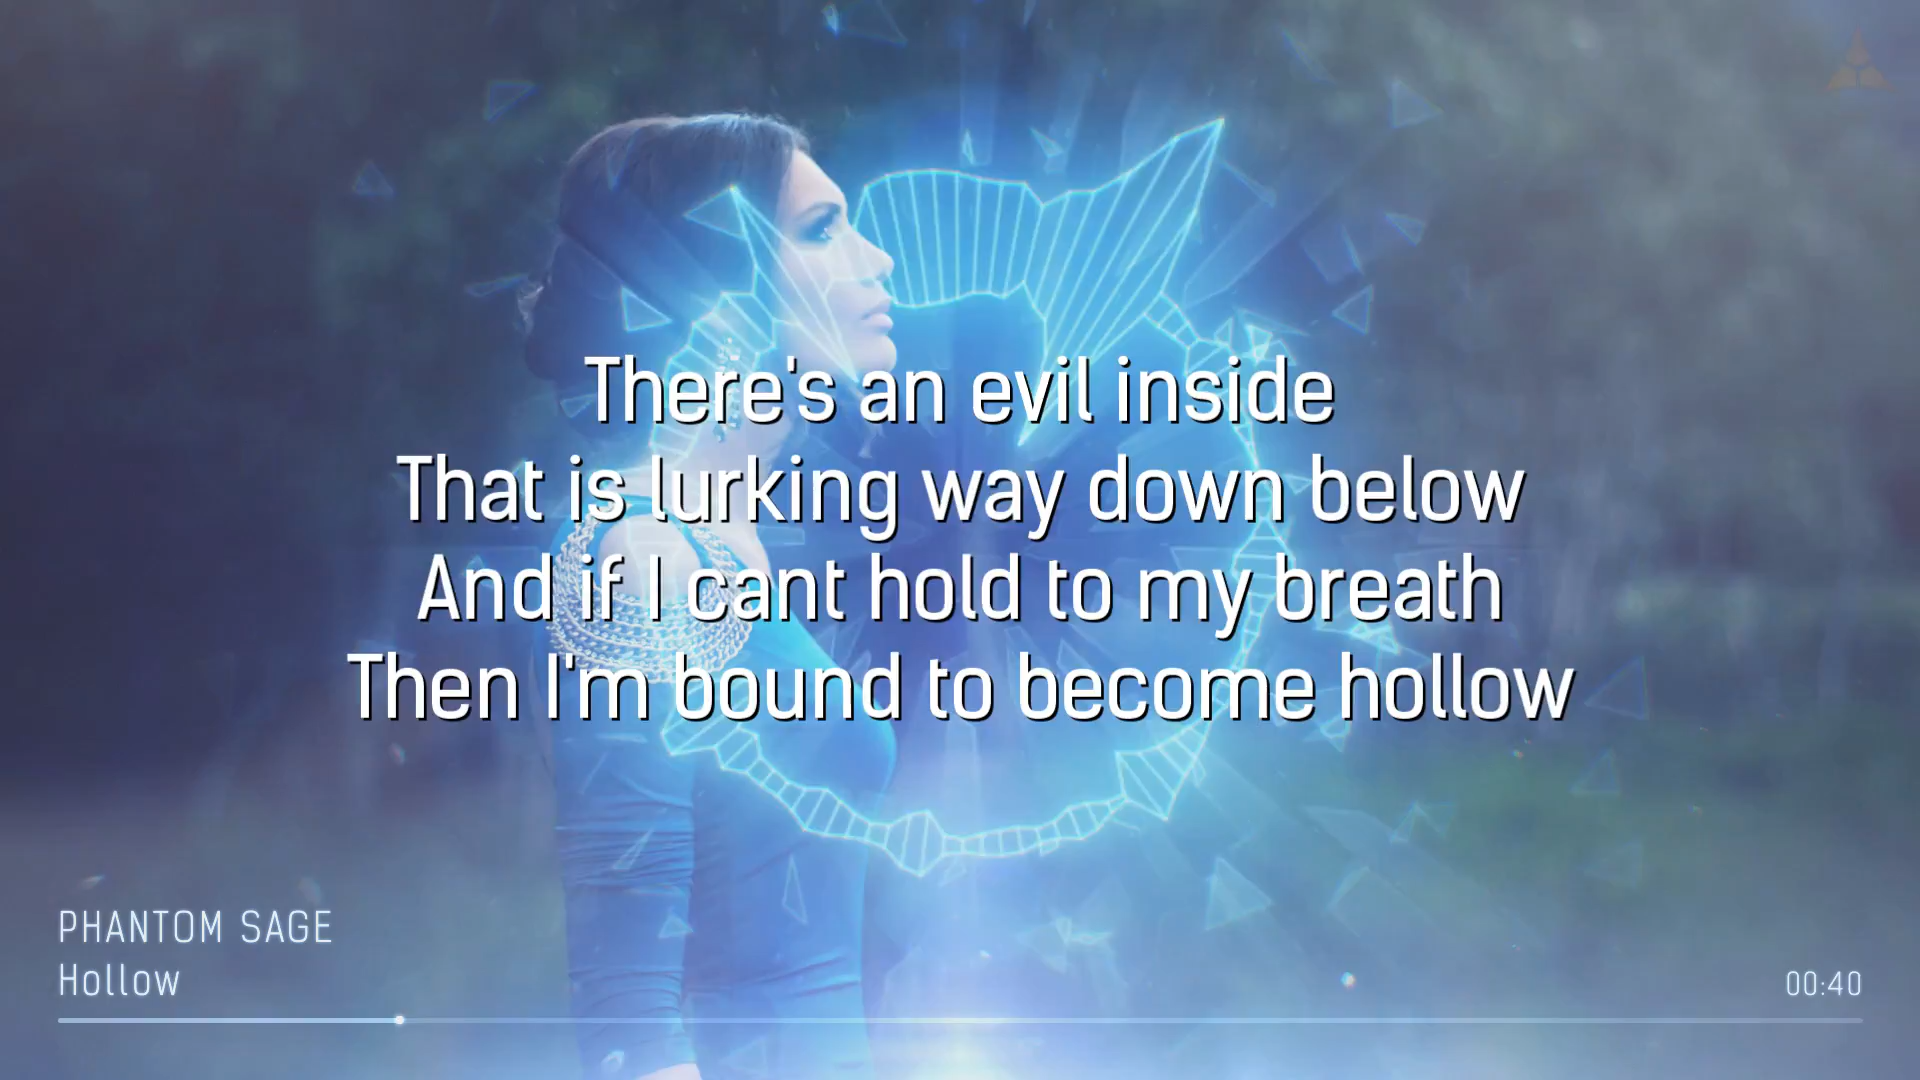 There's an evil inside
That is lurking way down below
And if I cant hold to my breath
Then I'm bound to become hollow
PHANTOM SAGE
Hollow
00:40